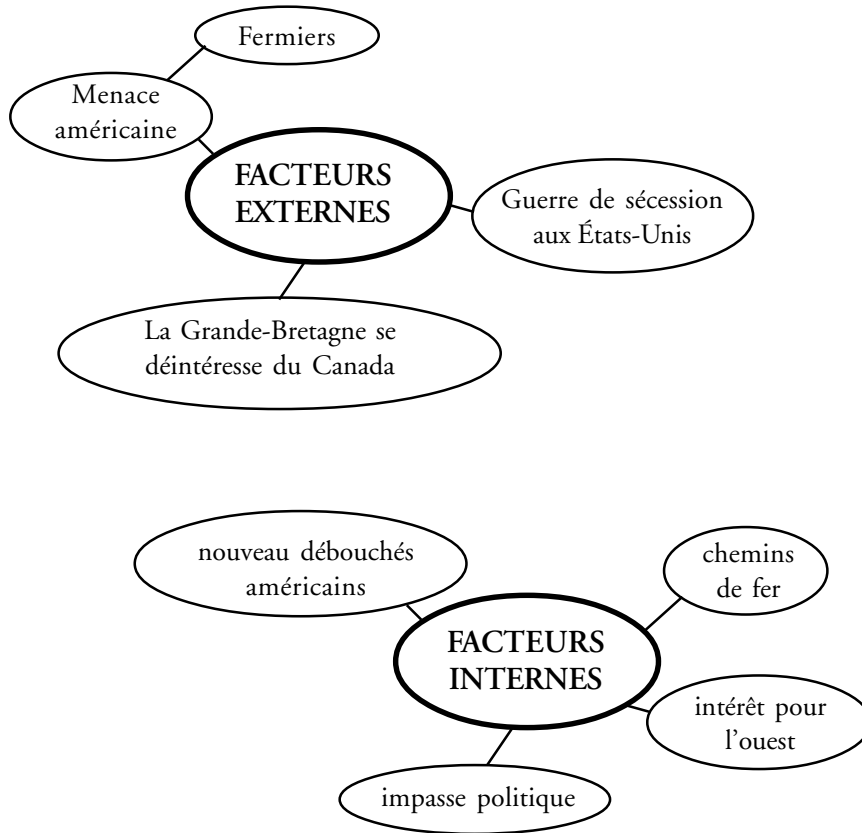 Fermiers
Menace
américaine
FACTEURS
EXTERNES
Guerre de sécession
aux États-Unis
La Grande-Bretagne se
déintéresse du Canada
nouveau débouchés
américains
chemins
de fer
FACTEURS
INTERNES
intérêt pour
l'ouest
impasse politique